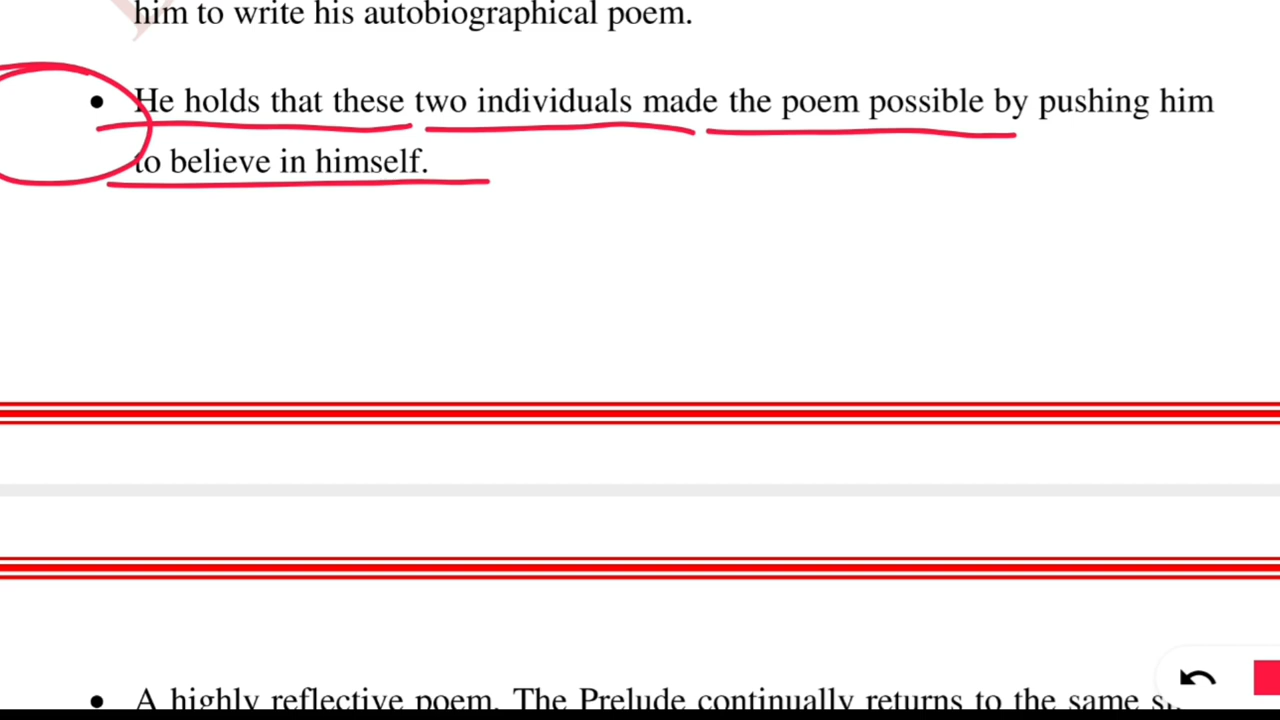 him to write his autobiographical poem.
• He holds that these two individuals made the poem possible by pushing him
to believe in himself.
• A highly reflective poem. The Prelude continually returns to the same